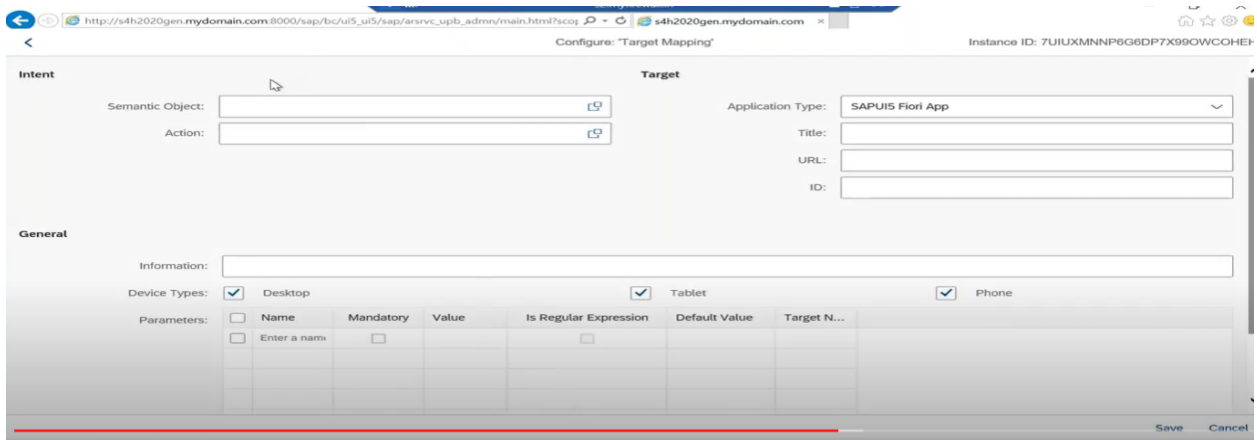 http://s4h2020gen.mydomain.com:8000/sap/bc/ui5_ui5/sap/arsrvc_upb_admn/main.html?scop
s4h2020gen.mydomain.com
Configure: 'Target Mapping'
Instance ID: 7UIUXMNNP6G6DP7X99OWCOHEH
Intent
Target
Semantic Object:
Application Type: SAPUI5 Fiori App
Action:
Title:
URL:
ID:
General
Information:
Device Types: Desktop Tablet Phone
Parameters: Name Mandatory Value Is Regular Expression Default Value Target N...
Enter a name
Save Cancel